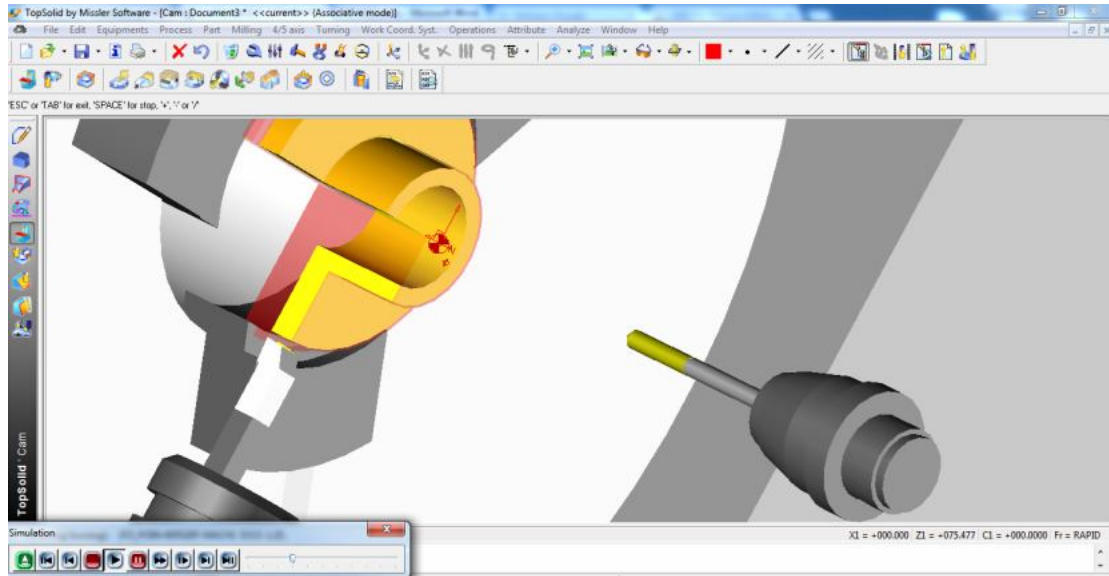 TopSolid by Missler Software - [Cam : Document3 * <<current>> (Associative mode)]
File Edit Equipments Process Part Milling 4/5 axis Turning Work Coord. Syst. Operations Attribute Analyze Window Help
'ESC' or 'TAB' for exit, 'SPACE' for stop, '+', '-' or '/'
TopSolid'Cam
Simulation
X1 = +000.000 Z1 = +075.477 C1 = +000.0000 Fr = RAPID